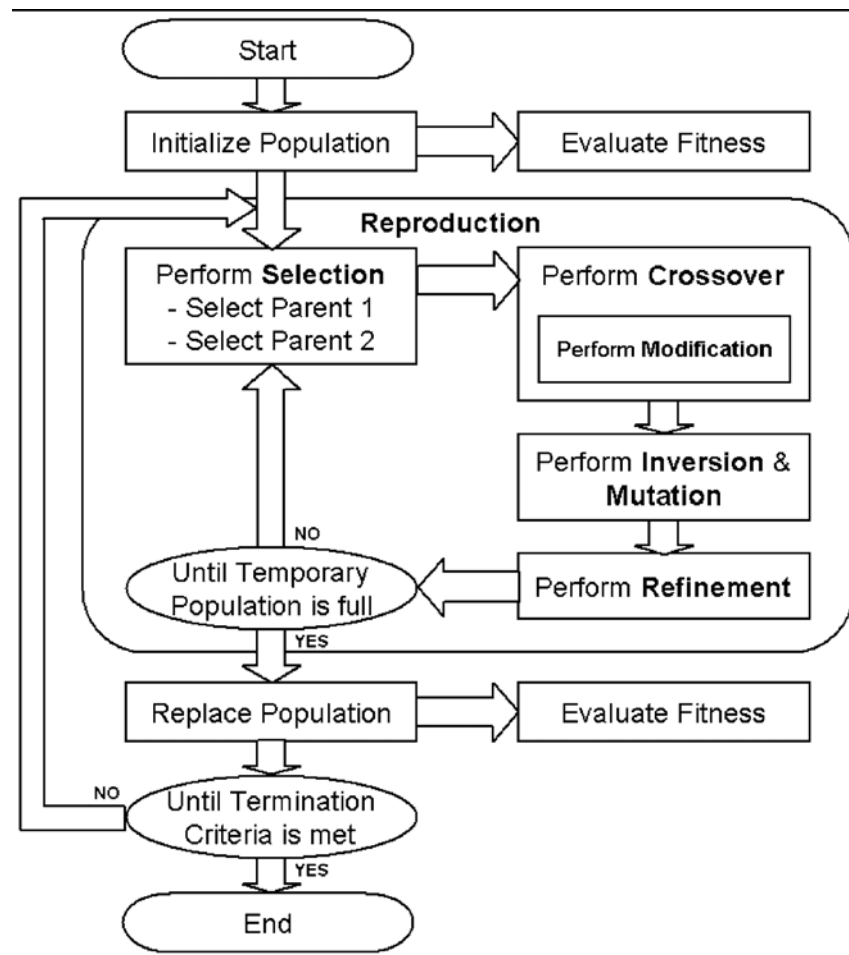 Start
Initialize Population
Evaluate Fitness
Reproduction
Perform Selection
- Select Parent 1
- Select Parent 2
Perform Crossover
Perform Modification
Perform Inversion &
Mutation
Perform Refinement
NO
Until Temporary
Population is full
YES
Replace Population
Evaluate Fitness
NO
Until Termination
Criteria is met
YES
End